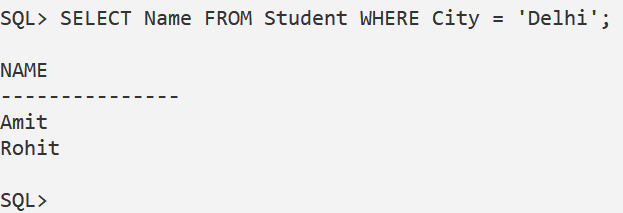 SQL> SELECT Name FROM Student WHERE City = 'Delhi';
NAME
---------------
Amit
Rohit
SQL>